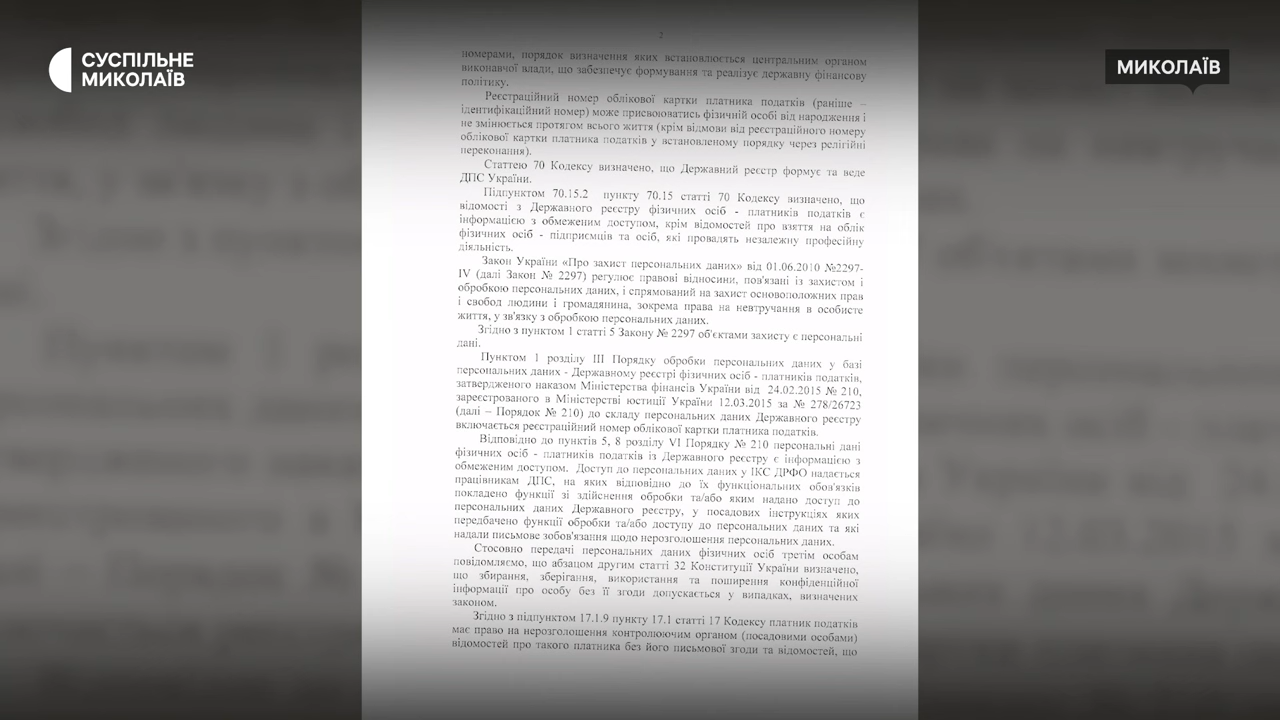 СУСПІЛЬНЕ
МИКОЛАЇВ
МИКОЛАЇВ
2
номерами, порядок визначення яких встановлюється центральним органом
виконавчої влади, що забезпечує формування та реалізує державну фінансову
політику.
Реєстраційний номер облікової картки платника податків (раніше –
ідентифікаційний номер) може присвоюватись фізичній особі від народження і
не змінюється протягом всього життя (крім відмови від реєстраційного номеру
облікової картки платника податків у встановленому порядку через релігійні
переконання).
Статтею 70 Кодексу визначено, що Державний реєстр формує та веде
ДПС України.
Підпунктом 70.15.2 пункту 70.15 статті 70 Кодексу визначено, що
відомості з Державного реєстру фізичних осіб - платників податків є
інформацією з обмеженим доступом, крім відомостей про взяття на облік
фізичних осіб - підприємців та осіб, які провадять незалежну професійну
діяльність.
Закон України «Про захист персональних даних» від 01.06.2010 №2297-
IV (далі Закон № 2297) регулює правові відносини, пов'язані із захистом і
обробкою персональних даних, і спрямований на захист основоположних прав
і свобод людини і громадянина, зокрема права на невтручання в особисте
життя, у зв'язку з обробкою персональних даних.
Згідно з пунктом 1 статті 5 Закону № 2297 об'єктами захисту є персональні
дані.
Пунктом 1 розділу III Порядку обробки персональних даних у базі
персональних даних - Державному реєстрі фізичних осіб - платників податків,
затвердженого наказом Міністерства фінансів України від 24.02.2015 № 210,
зареєстрованого в Міністерстві юстиції України 12.03.2015 за № 278/26723
(далі – Порядок № 210) до складу персональних даних Державного реєстру
включається реєстраційний номер облікової картки платника податків.
Відповідно до пунктів 5, 8 розділу VI Порядку № 210 персональні дані
фізичних осіб - платників податків із Державного реєстру є інформацією з
обмеженим доступом. Доступ до персональних даних у ІКС ДРФО надається
працівникам ДПС, на яких відповідно до їх функціональних обов'язків
покладено функції зі здійснення обробки та/або яким надано доступ до
персональних даних Державного реєстру, у посадових інструкціях яких
передбачено функції обробки та/або доступу до персональних даних та які
надали письмове зобов'язання щодо нерозголошення персональних даних.
Стосовно передачі персональних даних фізичних осіб третім особам
повідомляємо, що абзацом другим статті 32 Конституції України визначено,
що збирання, зберігання, використання та поширення конфіденційної
інформації про особу без її згоди допускається у випадках, визначених
законом.
Згідно з підпунктом 17.1.9 пункту 17.1 статті 17 Кодексу платник податків
має право на нерозголошення контролюючим органом (посадовими особами)
відомостей про такого платника без його письмової згоди та відомостей, що